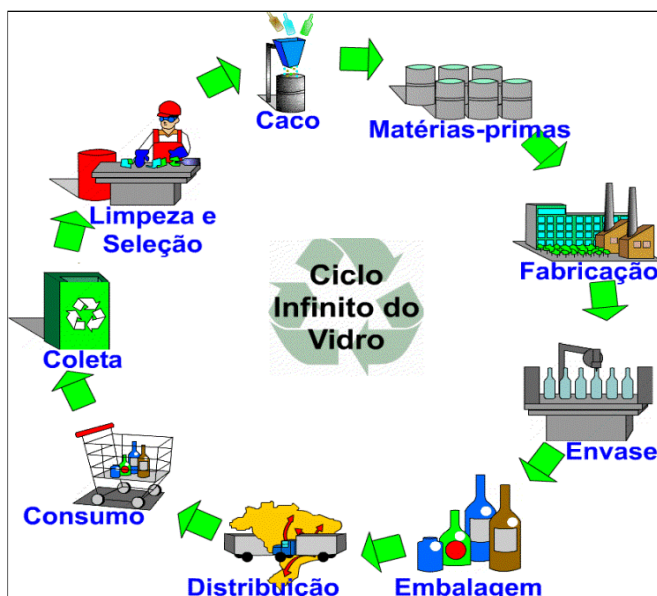 Caco
Matérias-primas
Limpeza e
Seleção
Fabricação
Ciclo
Infinito do
Vidro
Coleta
Envase
Consumo
Distribuição
Embalagem